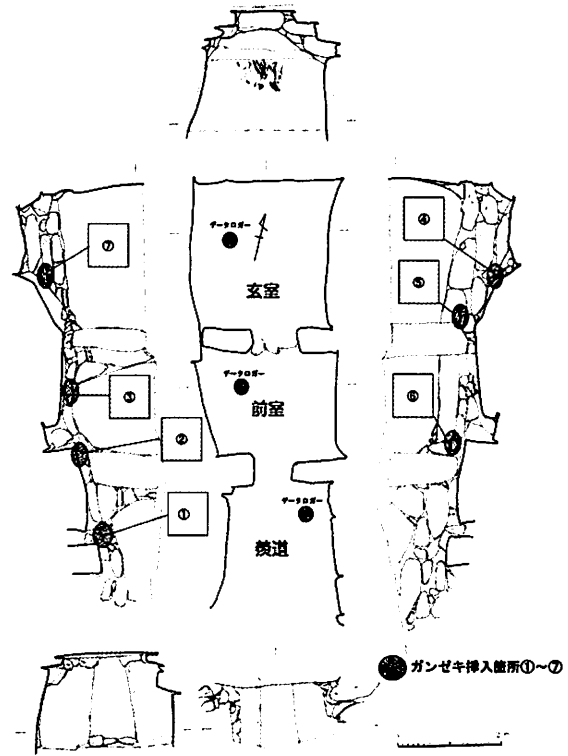 データロガー
玄室
データロガー
前室
データロガー
羨道
⑦
③
②
①
④
⑤
⑥
ガンゼキ挿入箇所①~⑦